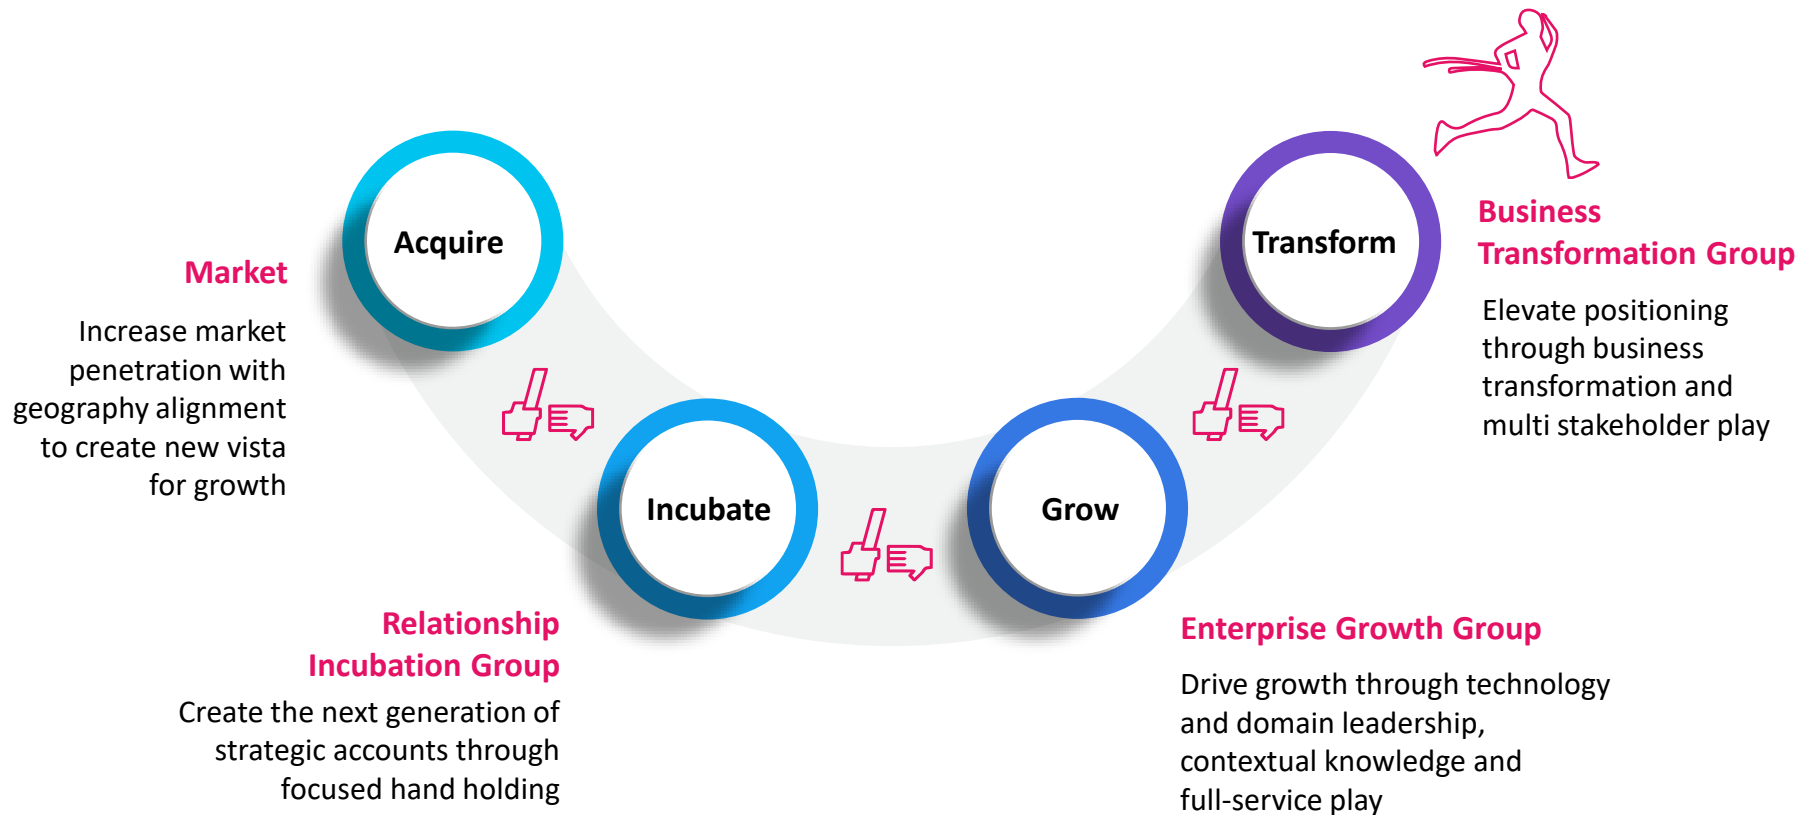 Acquire
Market
Increase market
penetration with
geography alignment
to create new vista
for growth
Incubate
Relationship
Incubation Group
Create the next generation of
strategic accounts through
focused hand holding
Grow
Enterprise Growth Group
Drive growth through technology
and domain leadership,
contextual knowledge and
full-service play
Transform
Business
Transformation Group
Elevate positioning
through business
transformation and
multi stakeholder play